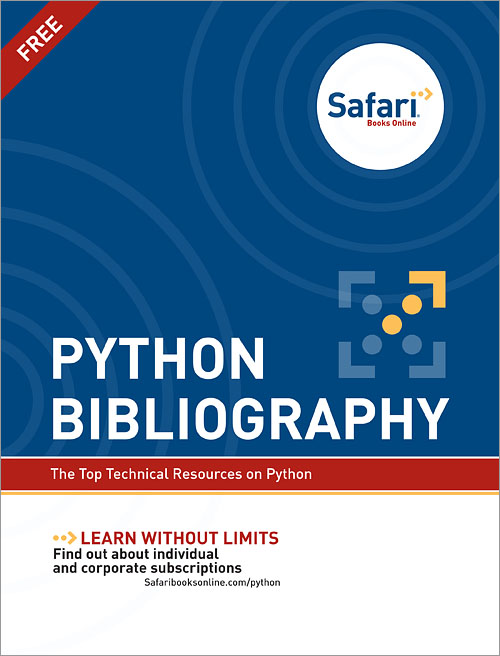 FREE
Safari
Books Online
PYTHON
BIBLIOGRAPHY
The Top Technical Resources on Python
LEARN WITHOUT LIMITS
Find out about individual
and corporate subscriptions
Safaribooksonline.com/python